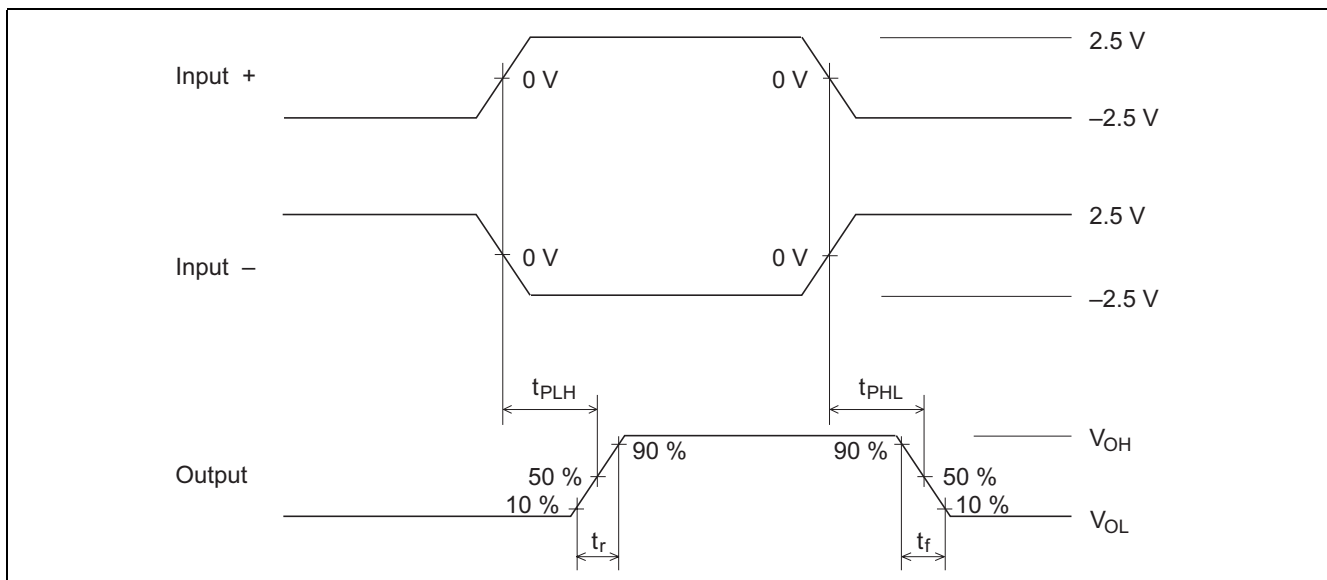 2.5 V
Input +
0 V
0 V
–2.5 V
2.5 V
Input –
0 V
0 V
–2.5 V
tPLH
tPHL
VOH
90 %
90 %
Output
50 %
50 %
10 %
10 %
VOL
tr
tf